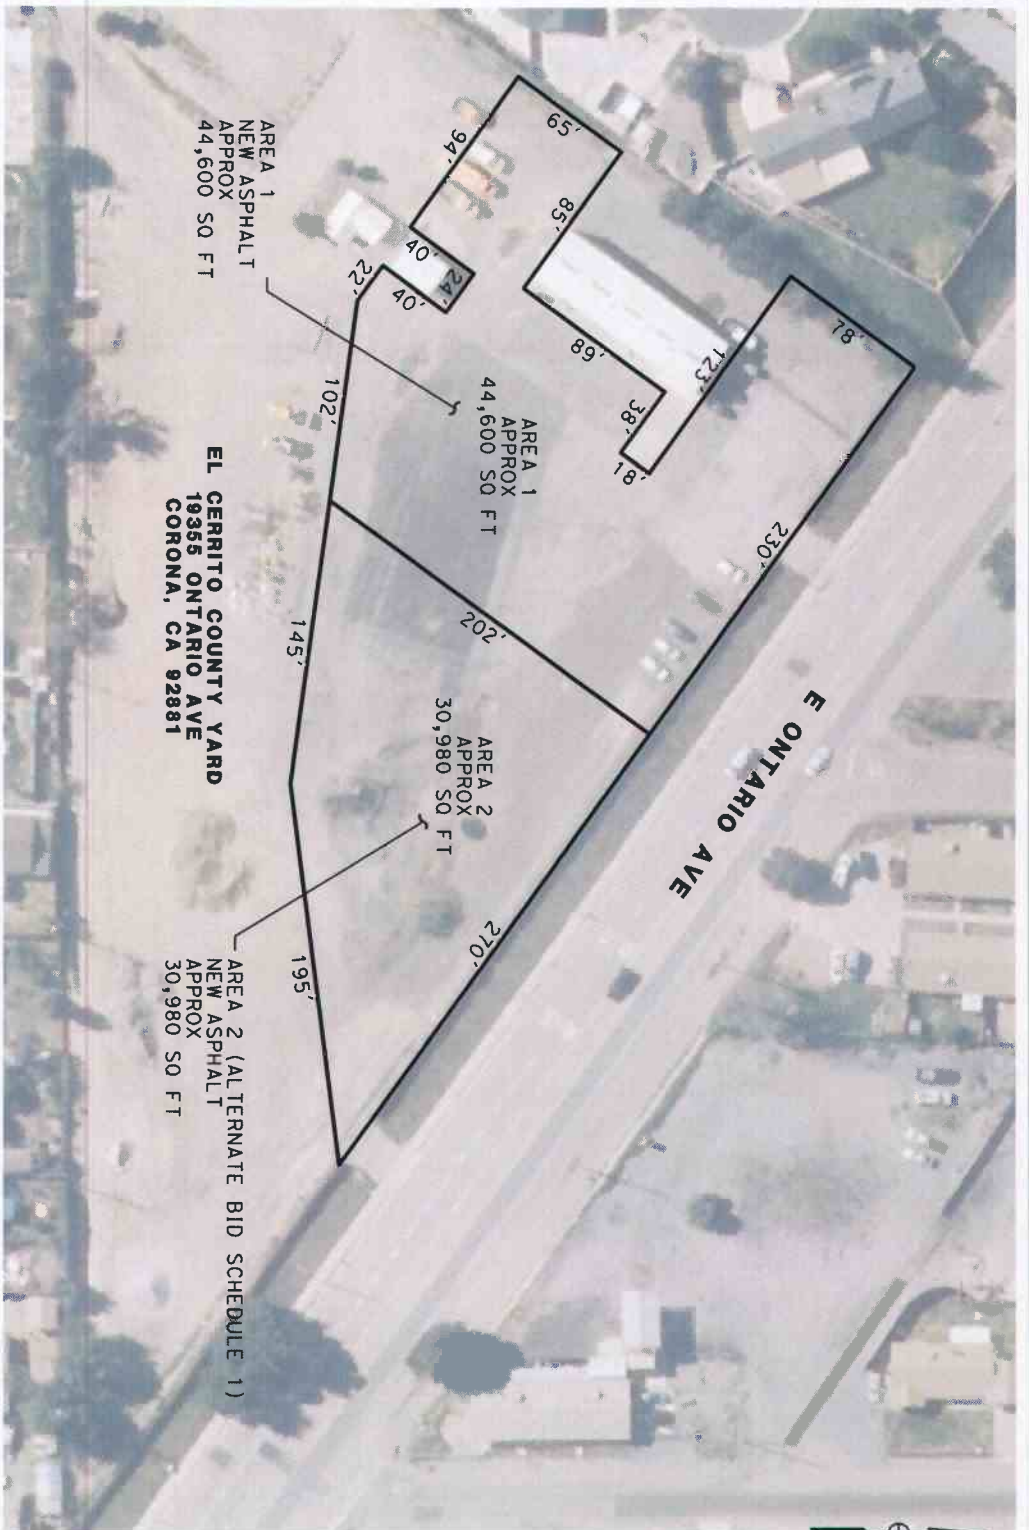 E ONTARIO AVE
78'
123'
230'
65'
85'
94'
40'
24'
40'
22'
89'
38'
18'
AREA 1
APPROX
44,600 SQ FT
AREA 1
NEW ASPHALT
APPROX
44,600 SQ FT
102'
202'
145'
AREA 2
APPROX
30,980 SQ FT
270'
195'
EL CERRITO COUNTY YARD
19355 ONTARIO AVE
CORONA, CA 92881
AREA 2 (ALTERNATE BID SCHEDULE 1)
NEW ASPHALT
APPROX
30,980 SQ FT